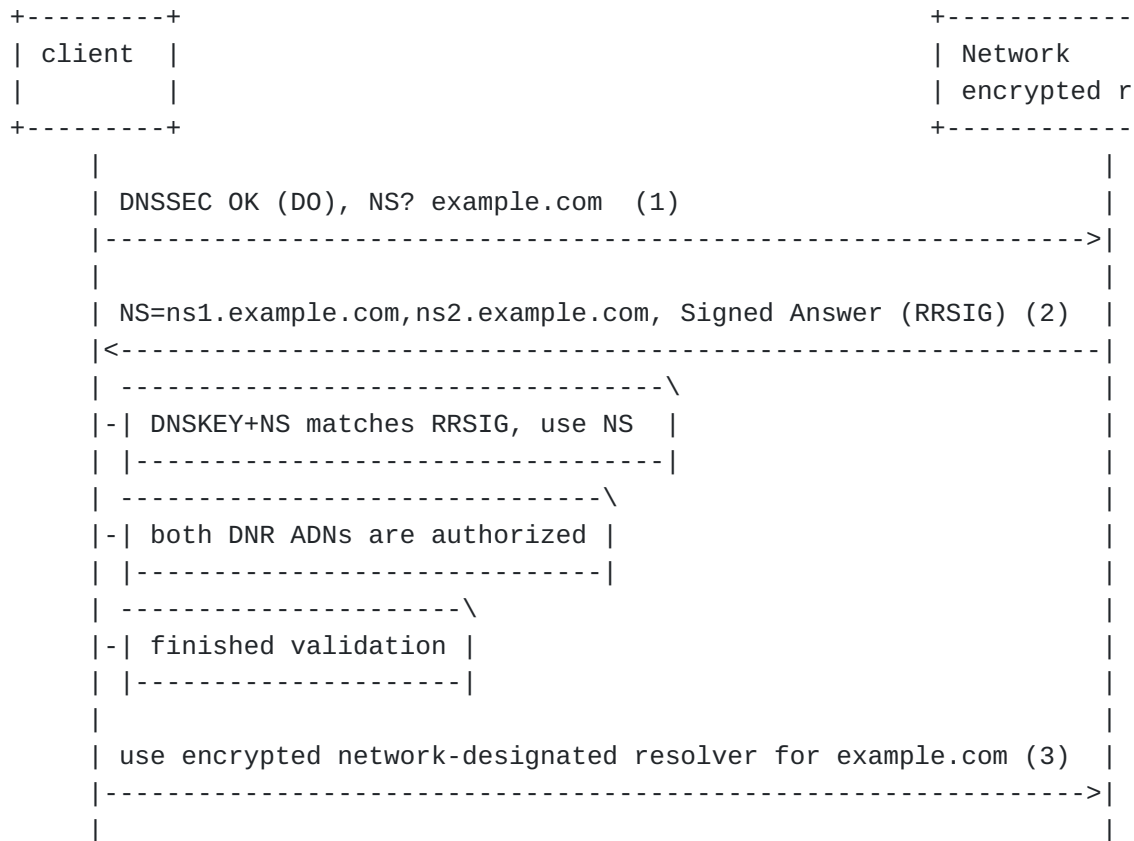 +---------+                                                +------------
| client  |                                                | Network
|         |                                                | encrypted r
+---------+                                                +------------
     |                                                                 |
     | DNSSEC OK (DO), NS? example.com  (1)                            |
     |---------------------------------------------------------------->|
     |                                                                 |
     | NS=ns1.example.com,ns2.example.com, Signed Answer (RRSIG) (2)   |
     |<----------------------------------------------------------------|
     | -----------------------------------\                            |
     |-| DNSKEY+NS matches RRSIG, use NS  |                            |
     | |----------------------------------|                            |
     | -------------------------------\                                |
     |-| both DNR ADNs are authorized |                                |
     | |------------------------------|                                |
     | ----------------------\                                         |
     |-| finished validation |                                         |
     | |---------------------|                                         |
     |                                                                 |
     | use encrypted network-designated resolver for example.com (3)   |
     |---------------------------------------------------------------->|
     |                                                                 |